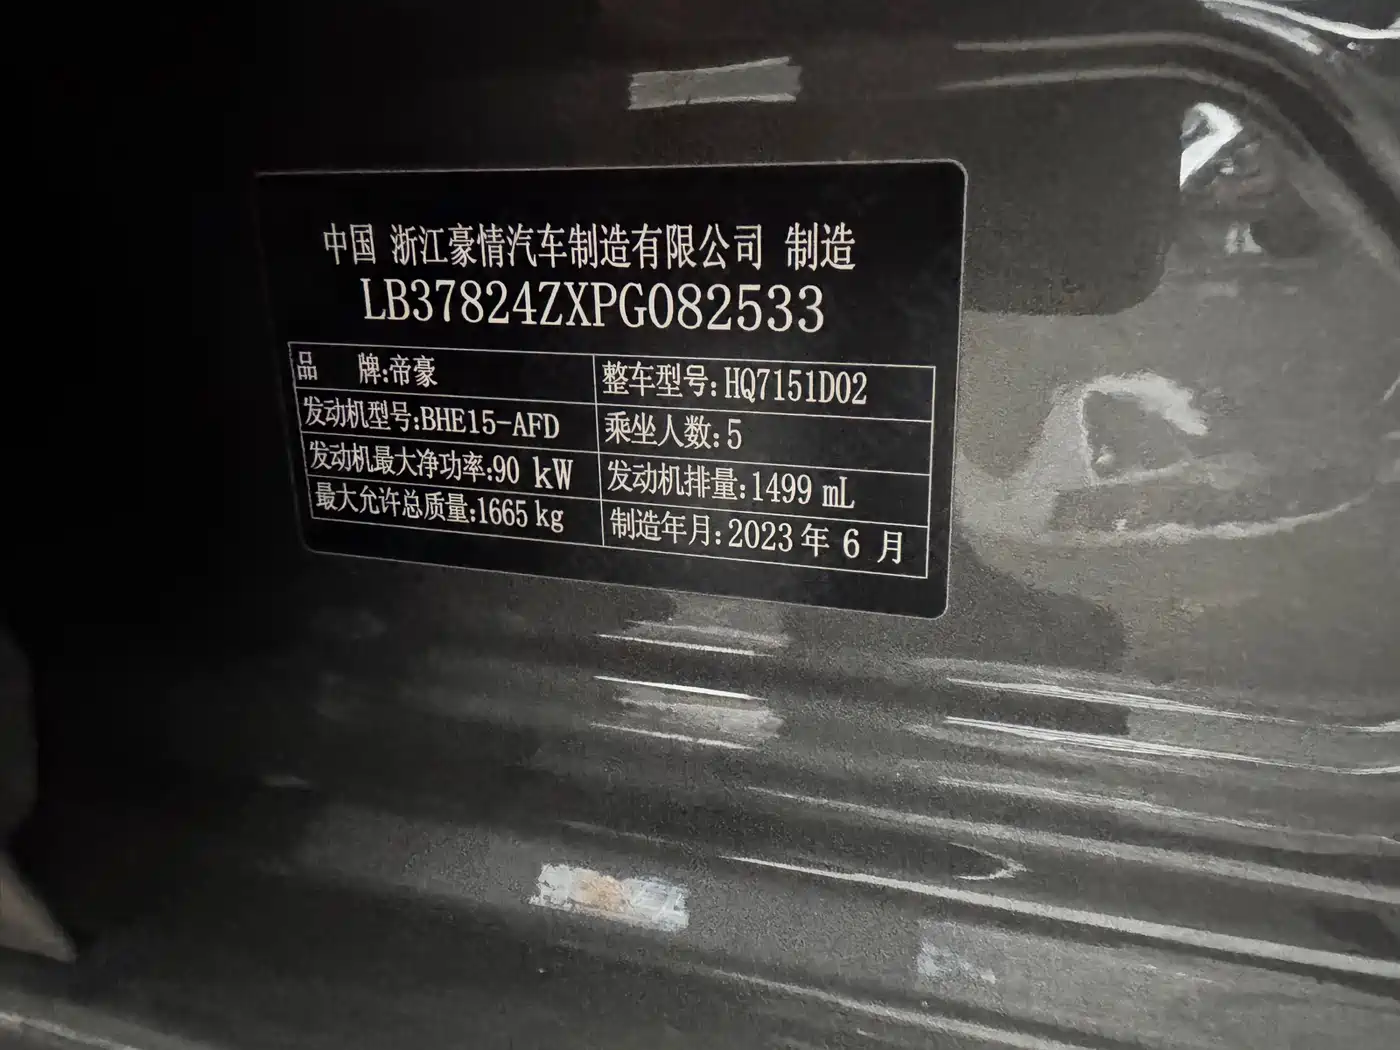 中国 浙江豪情汽车制造有限公司 制造
LB37824ZXPG082533
品 牌:帝豪 整车型号:HQ7151D02
发动机型号:BHE15-AFD 乘坐人数:5
发动机最大净功率:90 kW 发动机排量:1499 mL
最大允许总质量:1665 kg 制造年月:2023 年 6 月